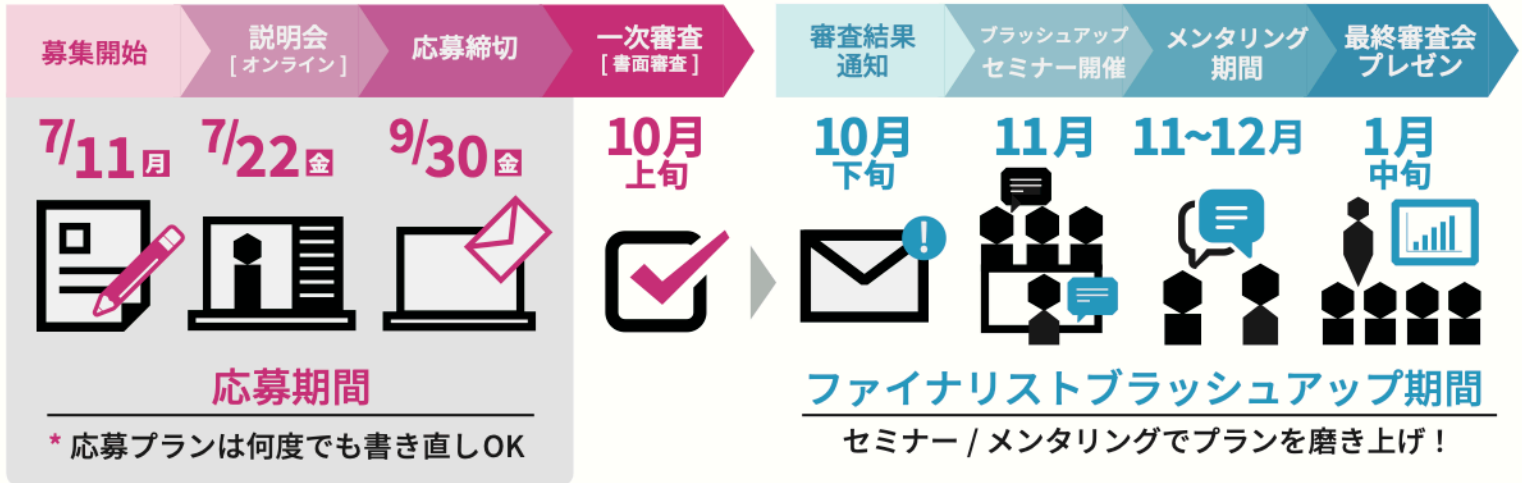 募集開始
説明会
[ オンライン ]
応募締切
一次審査
[ 書面審査 ]
審査結果
通知
ブラッシュアップ
セミナー開催
メンタリング
期間
最終審査会
プレゼン
7/11 月
7/22 金
9/30 金
10月
上旬
10月
下旬
11月
11~12月
1月
中旬
!
応募期間
* 応募プランは何度でも書き直しOK
ファイナリストブラッシュアップ期間
セミナー / メンタリングでプランを磨き上げ！